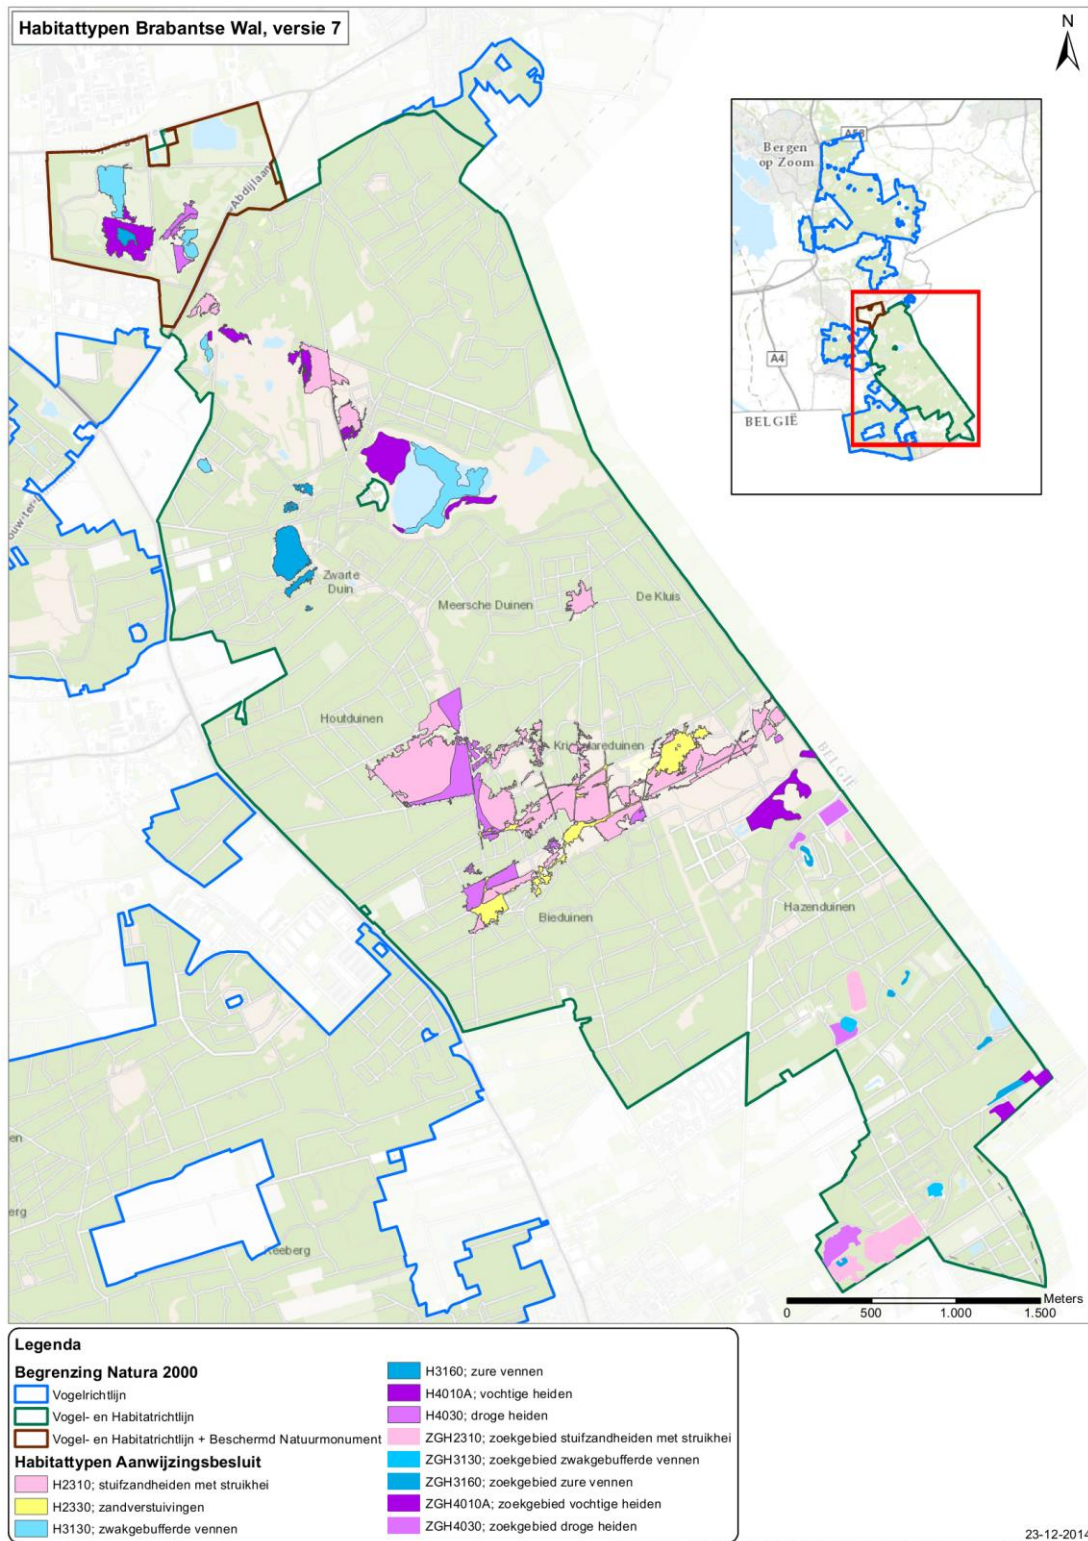 Habitattypen Brabantse Wal, versie 7
N
A58
Bergen
op Zoom
A4
BELGIË
Abdijlaan
Zwarte
Duin
Meersche Duinen
De Kluis
Houtduinen
BELGIË
Hazenduinen
Bieduinen
en
erg
Meters
0 500 1.000 1.500
Legenda
Begrenzing Natura 2000
Vogelrichtlijn
Vogel- en Habitatrichtlijn
Vogel- en Habitatrichtlijn + Beschermd Natuurmonument
Habitattypen Aanwijzingsbesluit
H2310; stuifzandheiden met struikhei
H2330; zandverstuivingen
H3130; zwakgebufferde vennen
H3160; zure vennen
H4010A; vochtige heiden
H4030; droge heiden
ZGH2310; zoekgebied stuifzandheiden met struikhei
ZGH3130; zoekgebied zwakgebufferde vennen
ZGH3160; zoekgebied zure vennen
ZGH4010A; zoekgebied vochtige heiden
ZGH4030; zoekgebied droge heiden
23-12-2014